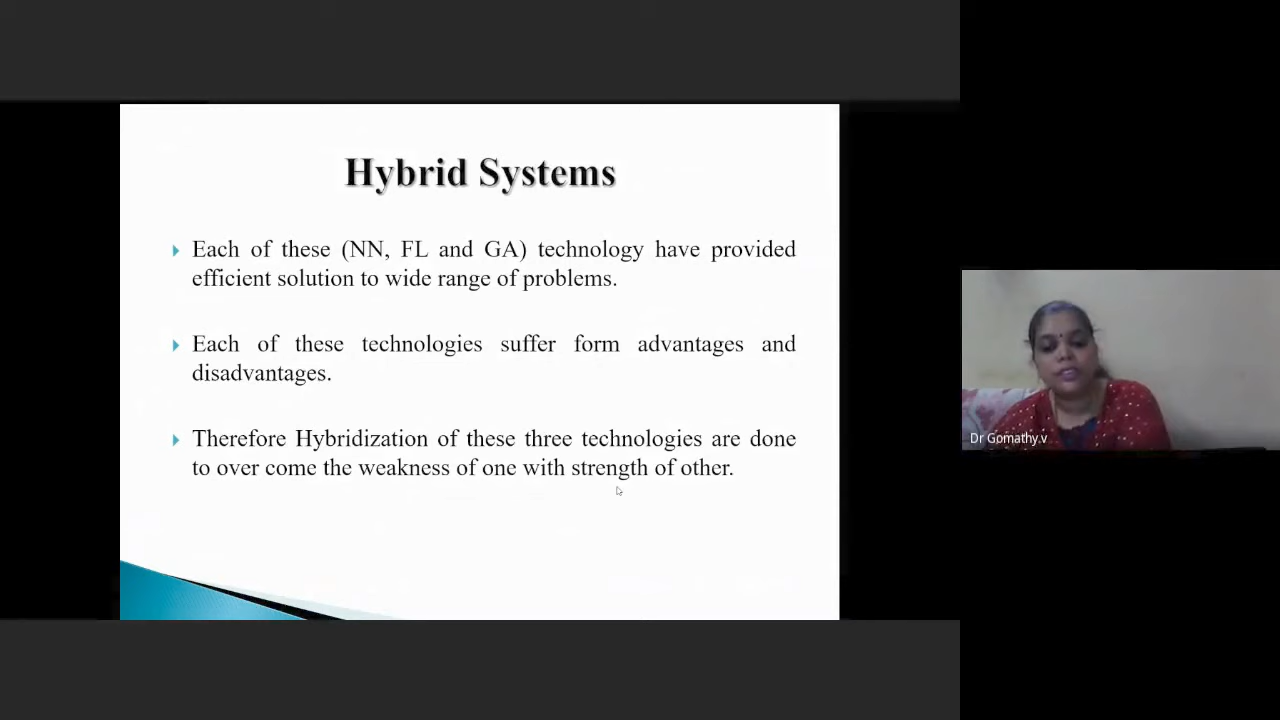 Hybrid Systems
Each of these (NN, FL and GA) technology have provided
efficient solution to wide range of problems.
Each of these technologies suffer form advantages and
disadvantages.
Therefore Hybridization of these three technologies are done
to over come the weakness of one with strength of other.
Dr Gomathy.v